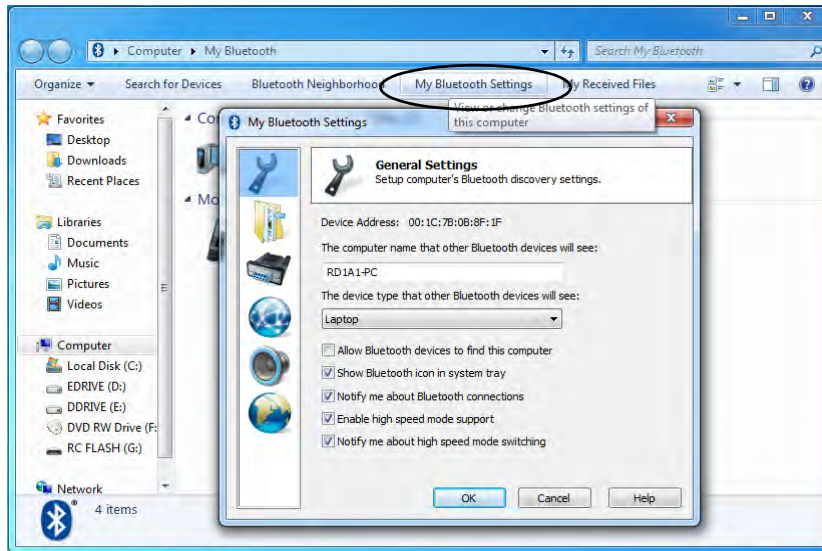 Computer ▸ My Bluetooth
Search My Bluetooth
Organize Search for Devices Bluetooth Neighborhood My Bluetooth Settings My Received Files
View or change Bluetooth settings of
this computer
Favorites
Desktop
Downloads
Recent Places
Libraries
Documents
Music
Pictures
Videos
Computer
Local Disk (C:)
EDRIVE (D:)
DDRIVE (E:)
DVD RW Drive (F:
RC FLASH (G:)
Network
4 items
Co
Mo
My Bluetooth Settings
General Settings
Setup computer's Bluetooth discovery settings.
Device Address: 00:1C:7B:0B:8F:1F
The computer name that other Bluetooth devices will see:
RD1A1-PC
The device type that other Bluetooth devices will see:
Laptop
Allow Bluetooth devices to find this computer
Show Bluetooth icon in system tray
Notify me about Bluetooth connections
Enable high speed mode support
Notify me about high speed mode switching
OK Cancel Help